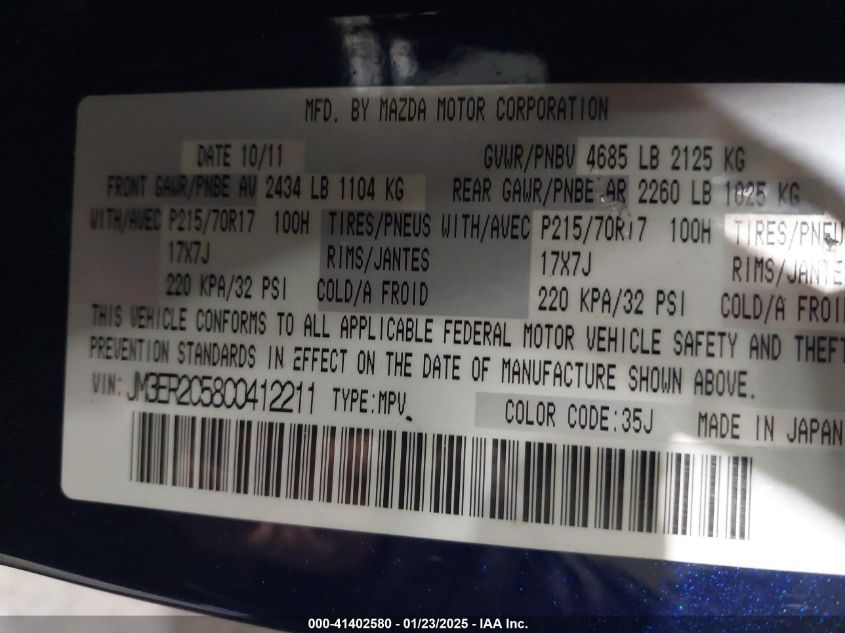 MFD. BY MAZDA MOTOR CORPORATION
DATE 10/11 GVWR/PNBV 4685 LB 2125 KG
FRONT GAWR/PNBE AV 2434 LB 1104 KG REAR GAWR/PNBE AR 2260 LB 1025 KG
WITH/AVEC P215/70R17 100H TIRES/PNEUS WITH/AVEC P215/70R17 100H TIRES/PNEU
17X7J RIMS/JANTES 17X7J RIMS/JANTES
220 KPA/32 PSI COLD/A FROID 220 KPA/32 PSI COLD/A FROI
THIS VEHICLE CONFORMS TO ALL APPLICABLE FEDERAL MOTOR VEHICLE SAFETY AND THEFT
PREVENTION STANDARDS IN EFFECT ON THE DATE OF MANUFACTURE SHOWN ABOVE.
VIN: JM3ER2C58C0412211 TYPE:MPV COLOR CODE:35J MADE IN JAPAN
000-41402580 — 01/23/2025 — IAA Inc.